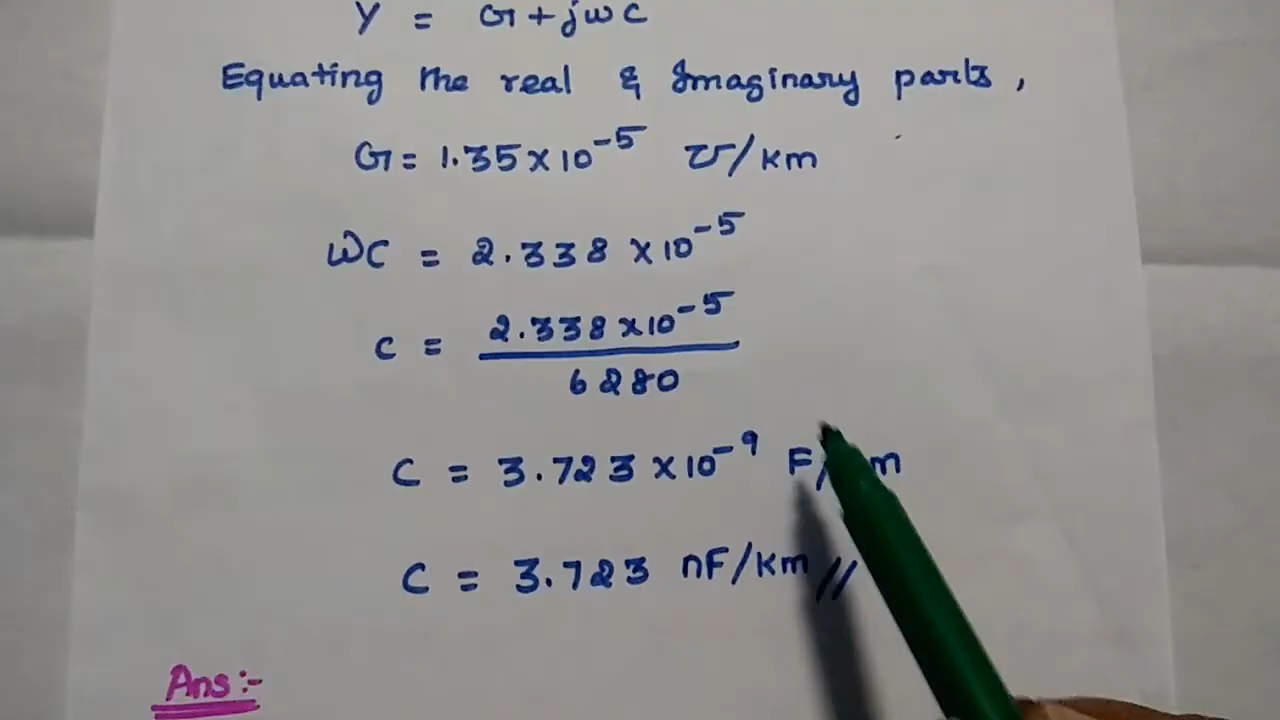 Y = G+jωC
Equating the real & Imaginary parts,
G = 1.35×10⁻⁵ ℧/km
ωC = 2.338 ×10⁻⁵
C = 2.338×10⁻⁵
6280
C = 3.723×10⁻⁹ F/
C = 3.723 nF/km//
Ans:-